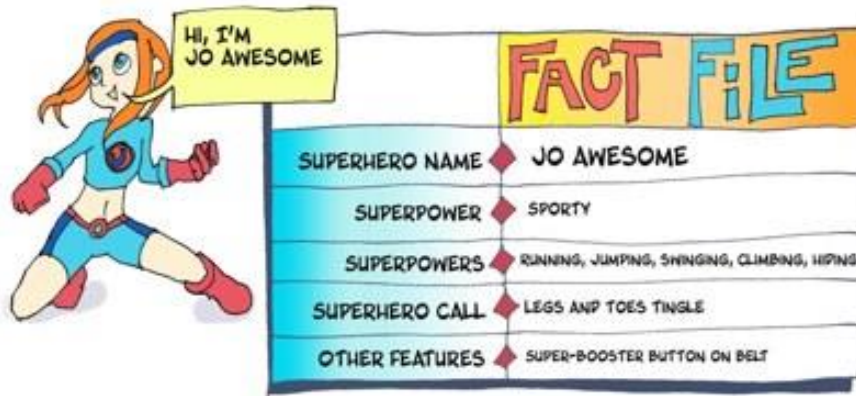 HI, I'M
JO AWESOME
FACT FILE
SUPERHERO NAME JO AWESOME
SUPERPOWER SPORTY
SUPERPOWERS RUNNING, JUMPING, SWINGING, CLIMBING, HIDING
SUPERHERO CALL LEGS AND TOES TINGLE
OTHER FEATURES SUPER-BOOSTER BUTTON ON BELT